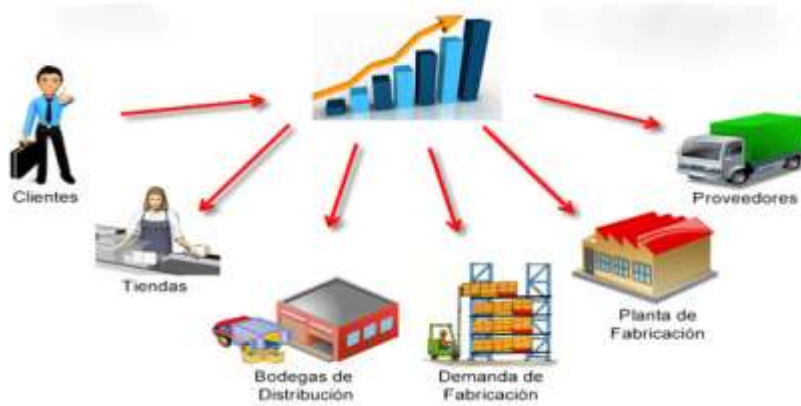 Clientes
Tiendas
Bodegas de
Distribución
Demanda de
Fabricación
Planta de
Fabricación
Proveedores